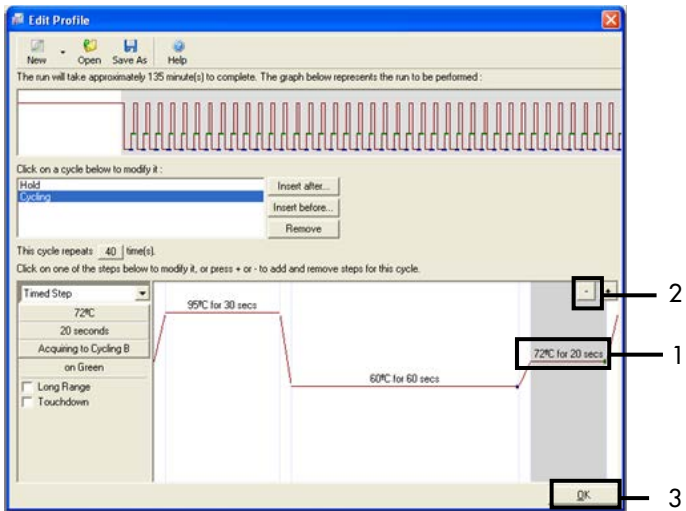 Edit Profile
New Open Save As Help
The run will take approximately 135 minute(s) to complete. The graph below represents the run to be performed :
Click on a cycle below to modify it :
Hold
Cycling
Insert after...
Insert before...
Remove
This cycle repeats 40 time(s).
Click on one of the steps below to modify it, or press + or - to add and remove steps for this cycle.
Timed Step
72ºC
20 seconds
Acquiring to Cycling B
on Green
Long Range
Touchdown
95ºC for 30 secs
60ºC for 60 secs
72ºC for 20 secs
- +
2
1
OK
3